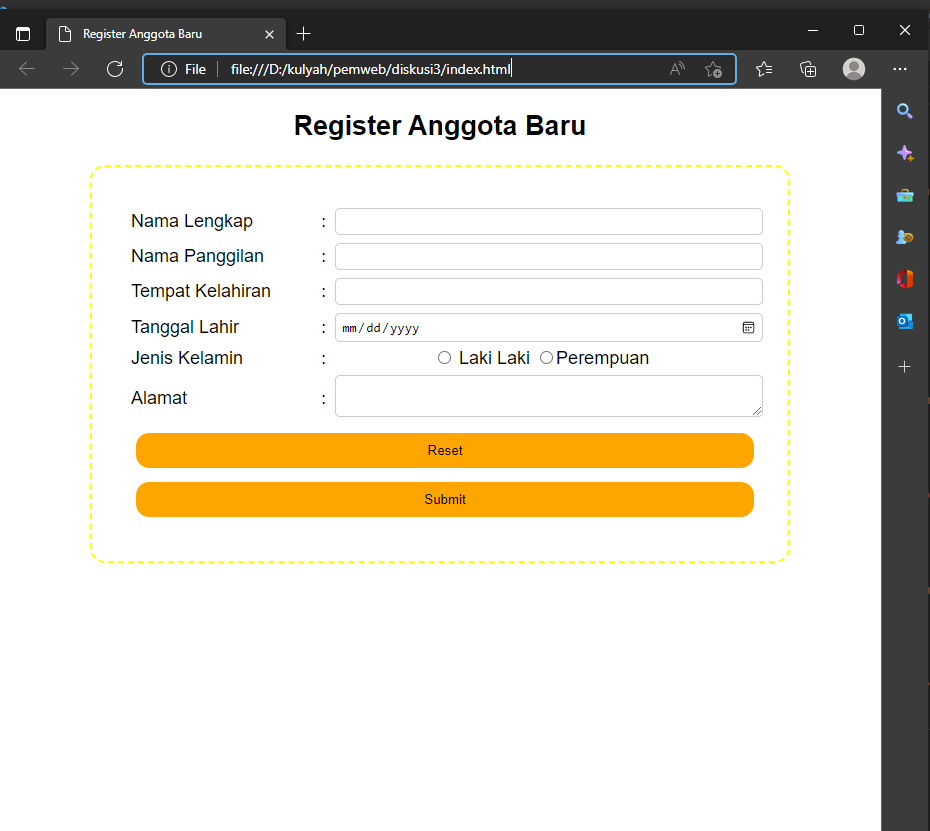 Register Anggota Baru
File file:///D:/kulyah/pemweb/diskusi3/index.html
Register Anggota Baru
Nama Lengkap :
Nama Panggilan :
Tempat Kelahiran :
Tanggal Lahir : mm/dd/yyyy
Jenis Kelamin : Laki Laki Perempuan
Alamat :
Reset
Submit